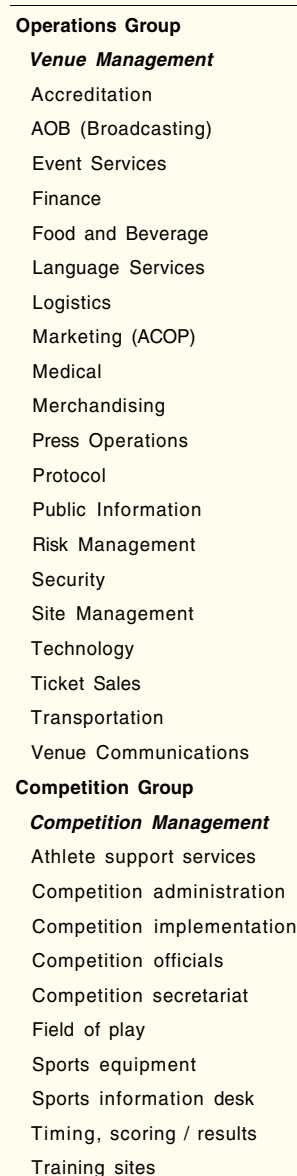 Operations Group
Venue Management
Accreditation
AOB (Broadcasting)
Event Services
Finance
Food and Beverage
Language Services
Logistics
Marketing (ACOP)
Medical
Merchandising
Press Operations
Protocol
Public Information
Risk Management
Security
Site Management
Technology
Ticket Sales
Transportation
Venue Communications
Competition Group
Competition Management
Athlete support services
Competition administration
Competition implementation
Competition officials
Competition secretariat
Field of play
Sports equipment
Sports information desk
Timing, scoring / results
Training sites